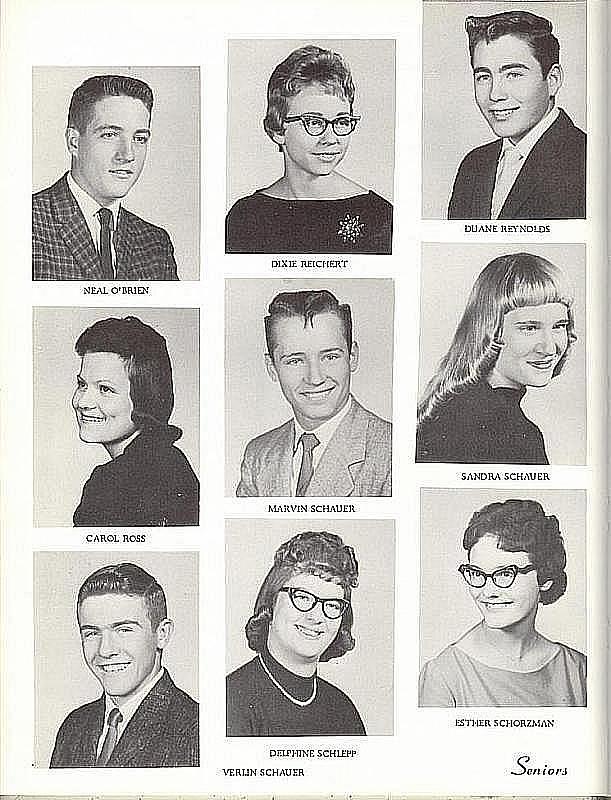 DUANE REYNOLDS
DIXIE REICHERT
NEAL O'BRIEN
SANDRA SCHAUER
MARVIN SCHAUER
CAROL ROSS
ESTHER SCHORZMAN
DELPHINE SCHLEPP
VERLIN SCHAUER
Seniors